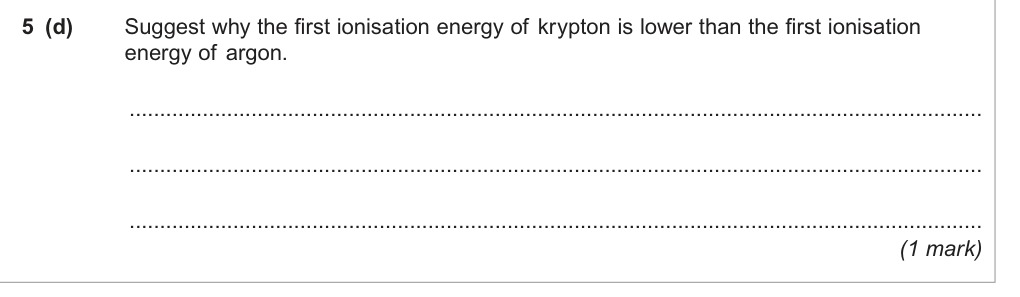 5 (d) Suggest why the first ionisation energy of krypton is lower than the first ionisation
energy of argon.
....................................................................................................................................................
....................................................................................................................................................
....................................................................................................................................................
(1 mark)